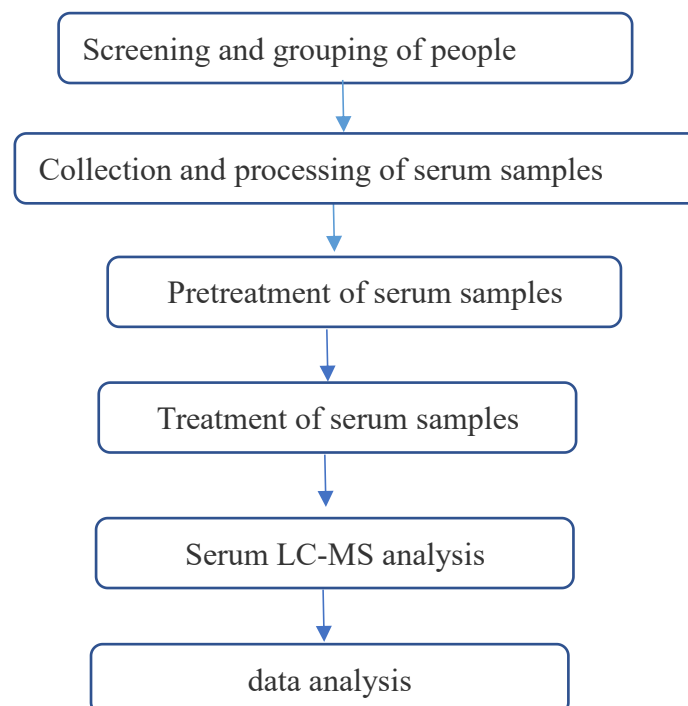 Screening and grouping of people
Collection and processing of serum samples
Pretreatment of serum samples
Treatment of serum samples
Serum LC-MS analysis
data analysis